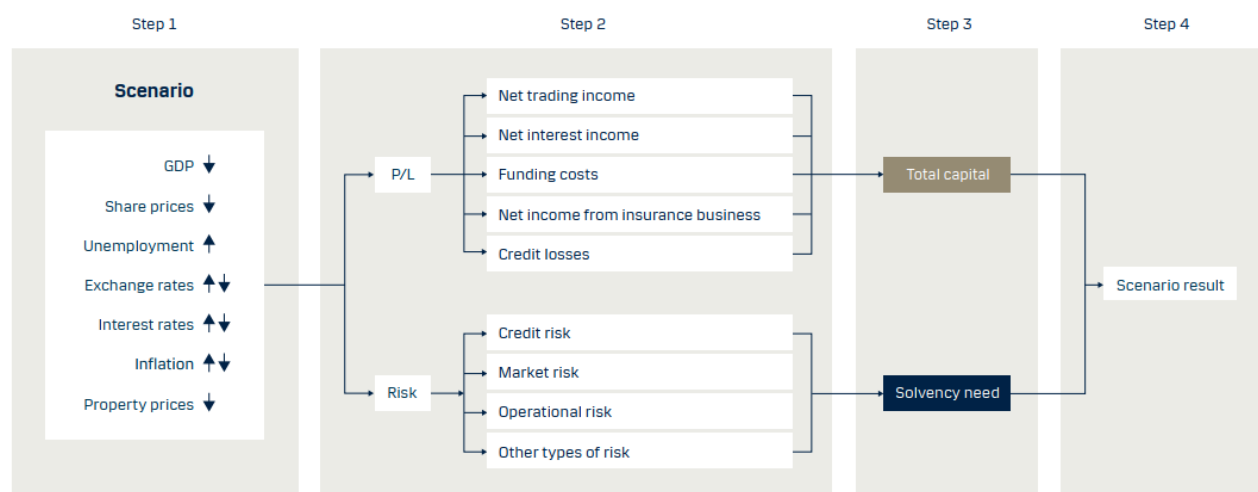 Step 1
Step 2
Step 3
Step 4
Scenario
GDP
Share prices
Unemployment
Exchange rates
Interest rates
Inflation
Property prices
P/L
Net trading income
Net interest income
Funding costs
Net income from insurance business
Credit losses
Risk
Credit risk
Market risk
Operational risk
Other types of risk
Total capital
Solvency need
Scenario result